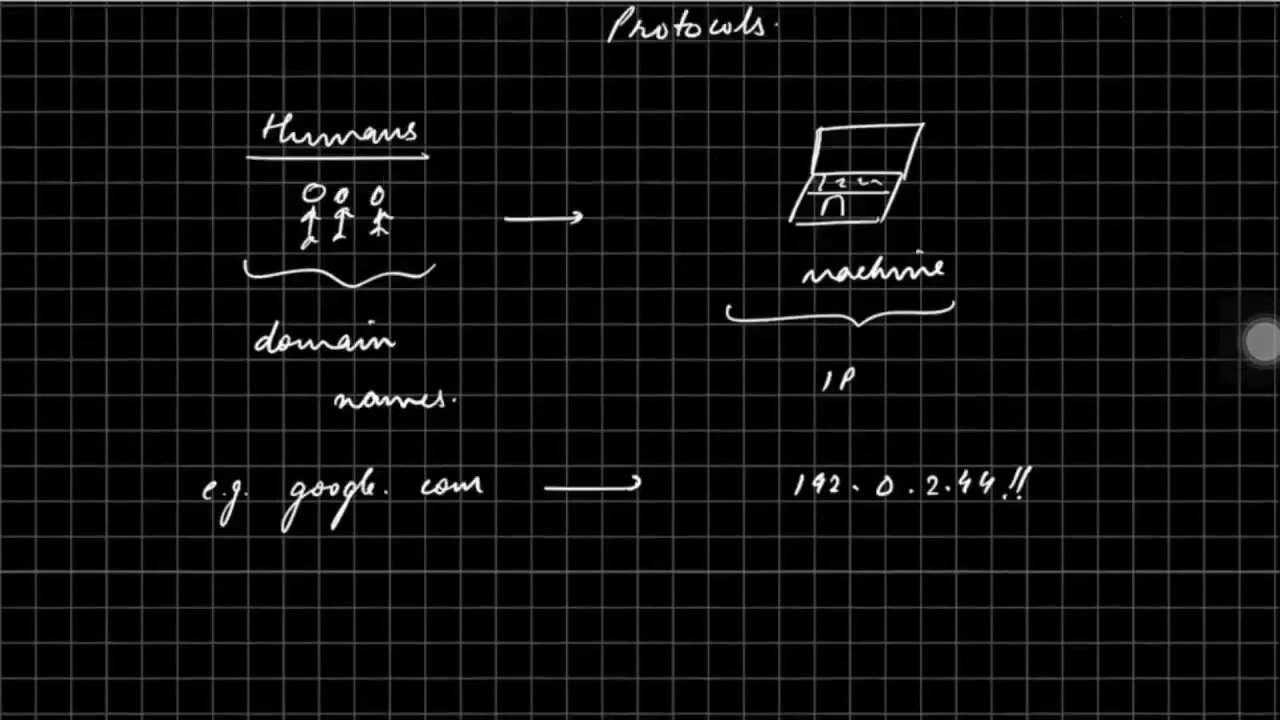 Protocols.
Humans
machine
domain
names.
IP
e.g. google. com
192. 0. 2.44.!!